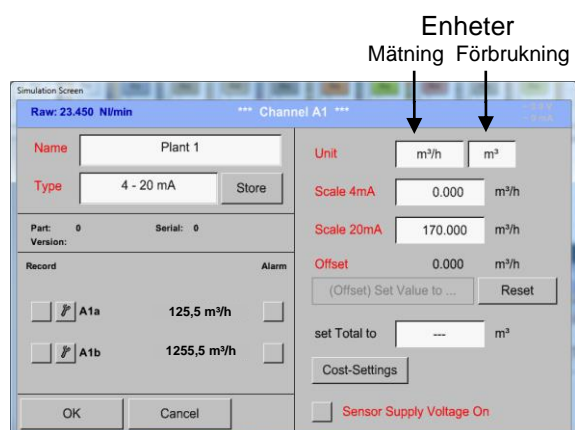 Enheter
Mätning Förbrukning
Simulation Screen
Raw: 23.450 Nl/min *** Channel A1 ***
Name Plant 1
Type 4 - 20 mA Store
Part: 0 Serial: 0
Version:
Record Alarm
A1a 125,5 m³/h
A1b 1255,5 m³/h
OK Cancel
Unit m³/h m³
Scale 4mA 0.000 m³/h
Scale 20mA 170.000 m³/h
Offset 0.000 m³/h
(Offset) Set Value to ... Reset
set Total to --- m³
Cost-Settings
Sensor Supply Voltage On